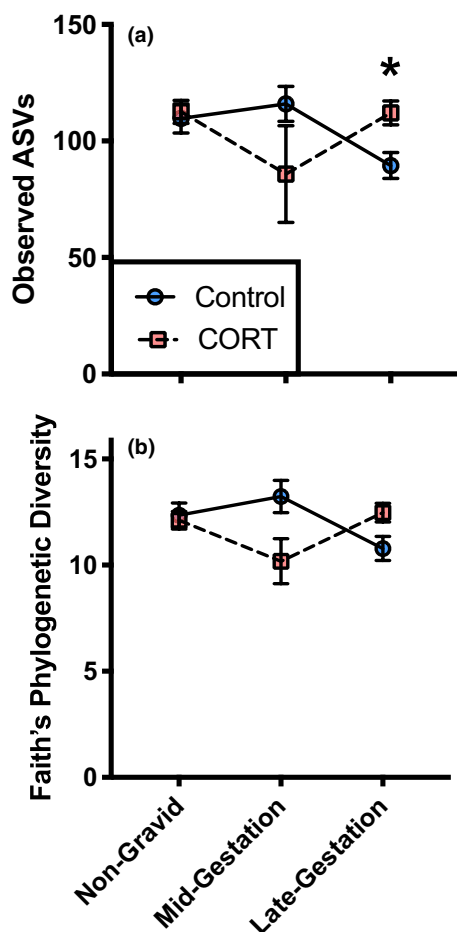 150
(a)
*
100
50
0
Observed ASVs
Control
CORT
(b)
15
10
5
0
Faith's Phylogenetic Diversity
Non-Gravid
Mid-Gestation
Late-Gestation